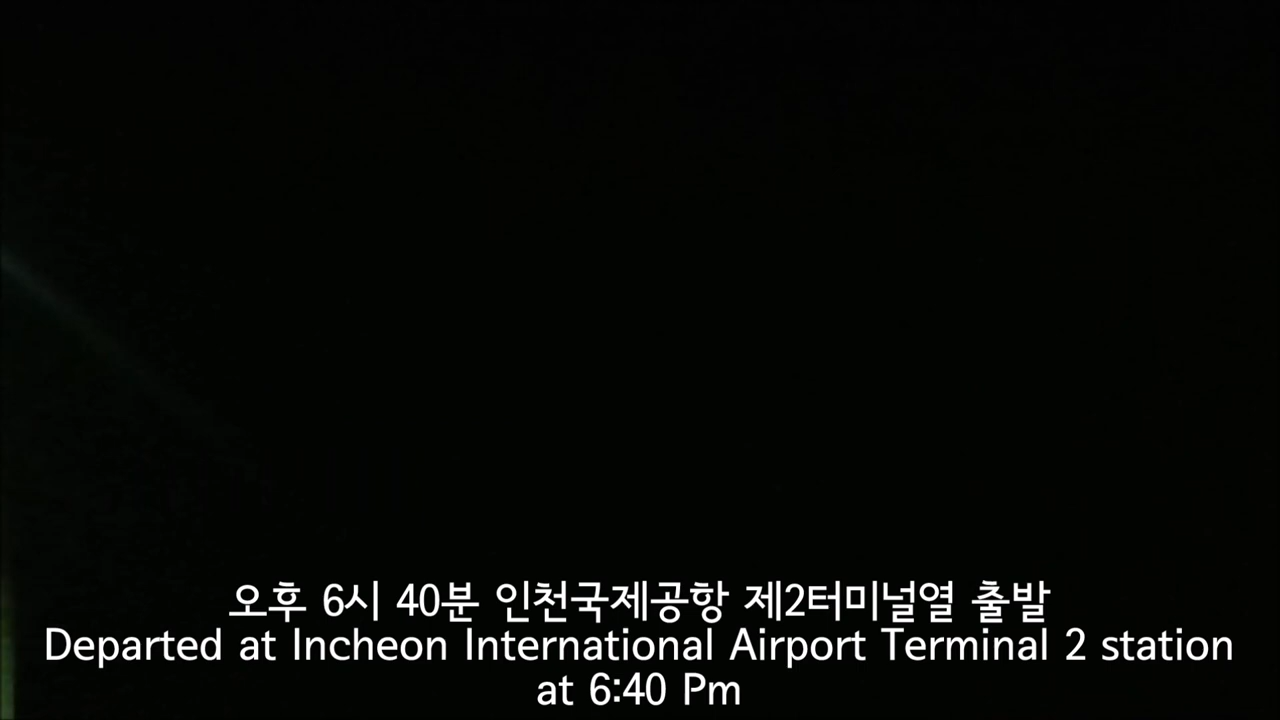 오후 6시 40분 인천국제공항 제2터미널열 출발
Departed at Incheon International Airport Terminal 2 station
at 6:40 Pm